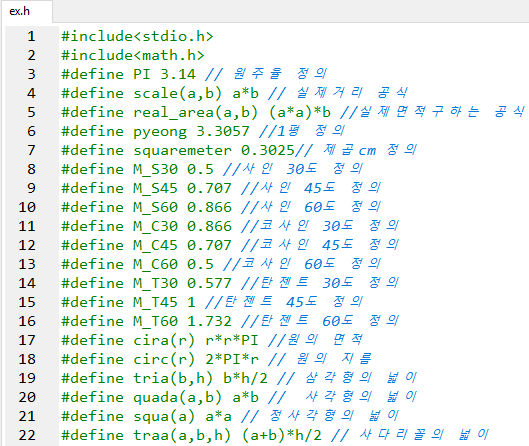 ex.h
1 #include<stdio.h>
2 #include<math.h>
3 #define PI 3.14 // 원주율 정의
4 #define scale(a,b) a*b // 실제거리 공식
5 #define real_area(a,b) (a*a)*b //실제면적구하는 공식
6 #define pyeong 3.3057 //1평 정의
7 #define squaremeter 0.3025// 제곱cm 정의
8 #define M_S30 0.5 //사인 30도 정의
9 #define M_S45 0.707 //사인 45도 정의
10 #define M_S60 0.866 //사인 60도 정의
11 #define M_C30 0.866 //코사인 30도 정의
12 #define M_C45 0.707 //코사인 45도 정의
13 #define M_C60 0.5 //코사인 60도 정의
14 #define M_T30 0.577 //탄젠트 30도 정의
15 #define M_T45 1 //탄젠트 45도 정의
16 #define M_T60 1.732 //탄젠트 60도 정의
17 #define cira(r) r*r*PI //원의 면적
18 #define circ(r) 2*PI*r // 원의 지름
19 #define tria(b,h) b*h/2 // 삼각형의 넓이
20 #define quada(a,b) a*b //  사각형의 넓이
21 #define squa(a) a*a // 정사각형의 넓이
22 #define traa(a,b,h) (a+b)*h/2 // 사다리꼴의 넓이